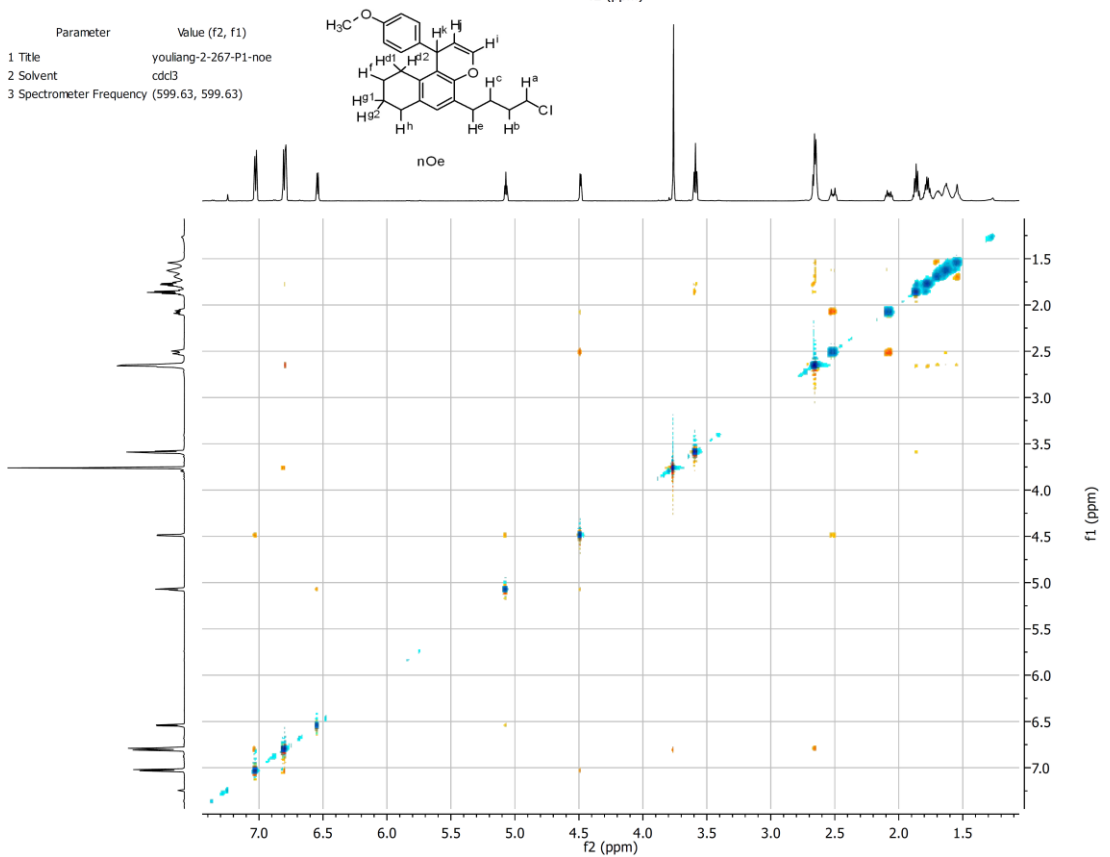 Parameter Value (f2, f1)
1 Title youliang-2-267-P1-noe
2 Solvent cdcl3
3 Spectrometer Frequency (599.63, 599.63)
H₃CO
Hᵏ Hʲ
Hⁱ
Hᵈ¹ Hᵈ²
Hᶠ
O
Hᶜ Hᵃ
Hᵍ¹
Hᵍ²
Cl
Hʰ Hᵉ Hᵇ
nOe
1.5
2.0
2.5
3.0
3.5
4.0
4.5
5.0
5.5
6.0
6.5
7.0
f1 (ppm)
7.0 6.5 6.0 5.5 5.0 4.5 4.0 3.5 3.0 2.5 2.0 1.5
f2 (ppm)